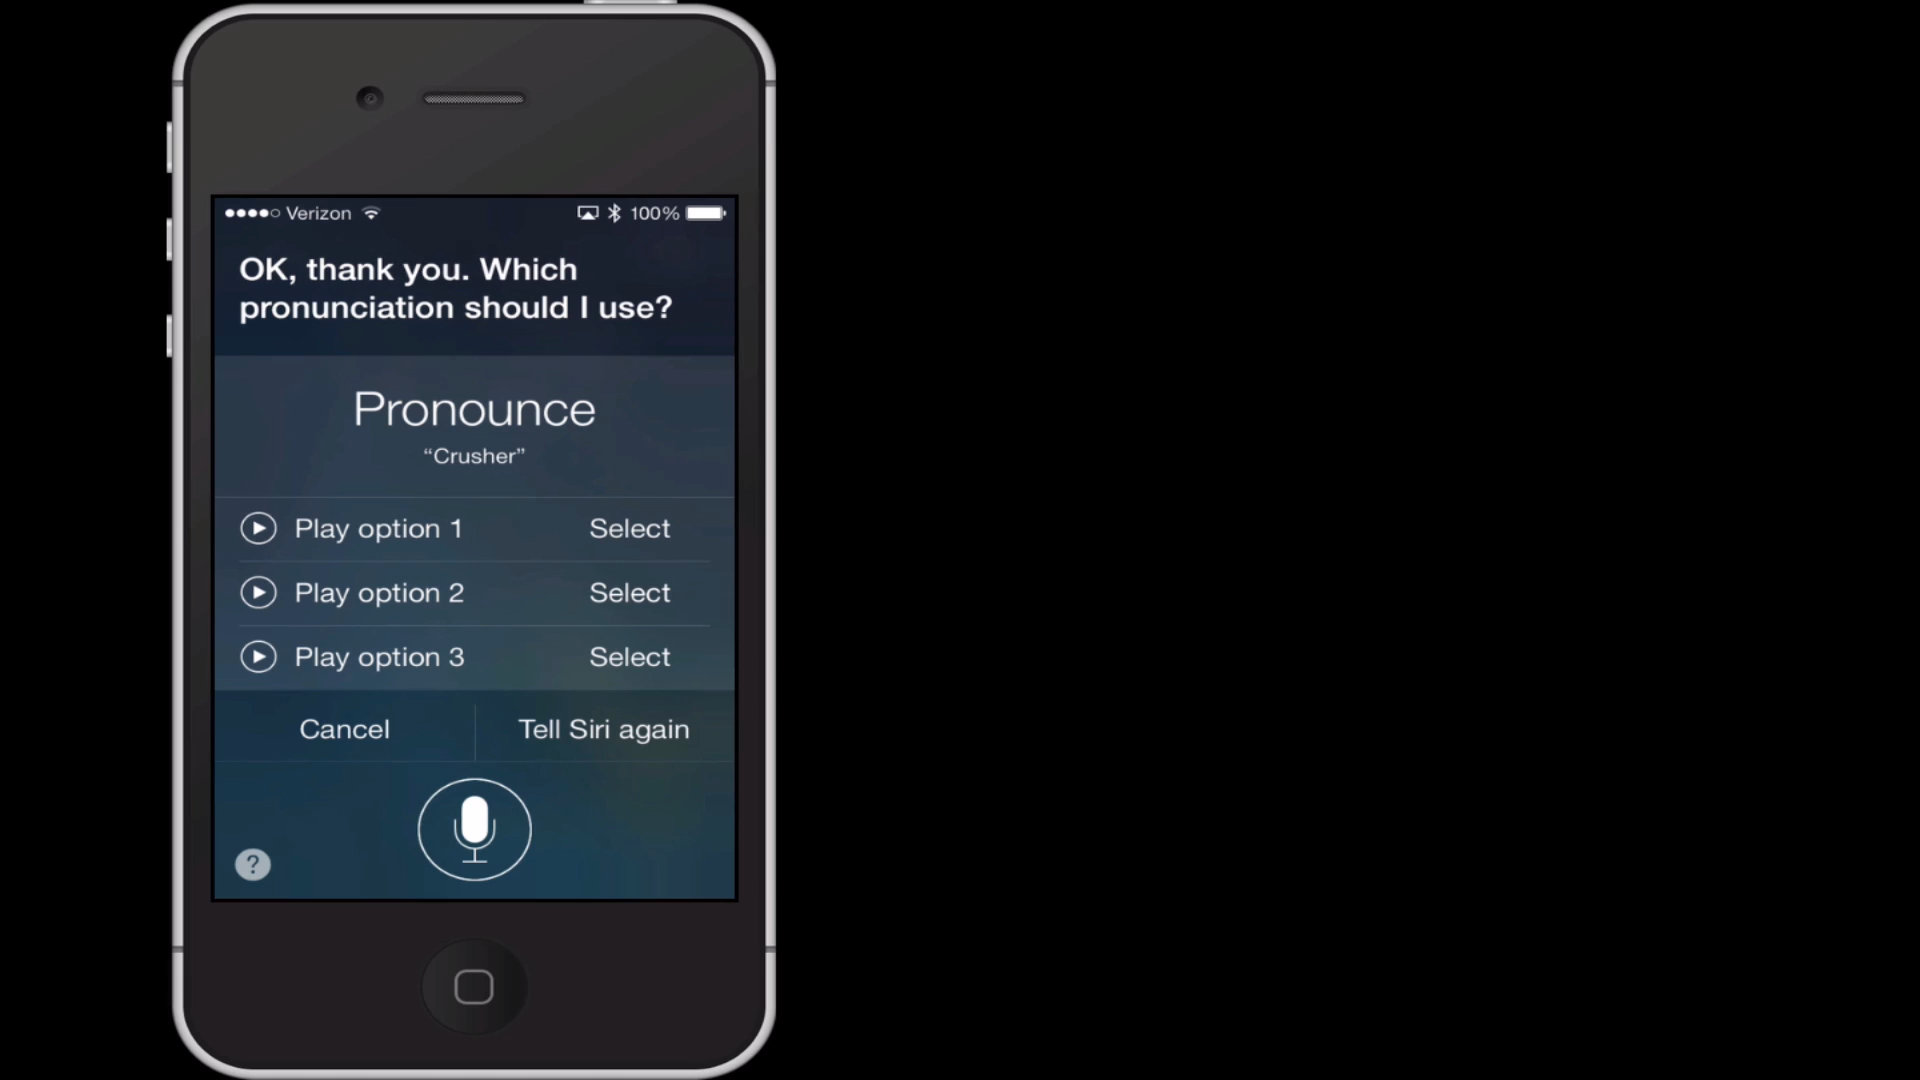 Verizon 100%
OK, thank you. Which
pronunciation should I use?
Pronounce
“Crusher”
Play option 1 Select
Play option 2 Select
Play option 3 Select
Cancel Tell Siri again
?